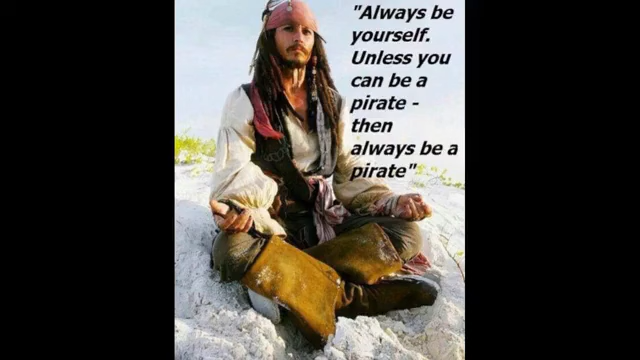 "Always be
yourself.
Unless you
can be a
pirate -
then
always be a
pirate"